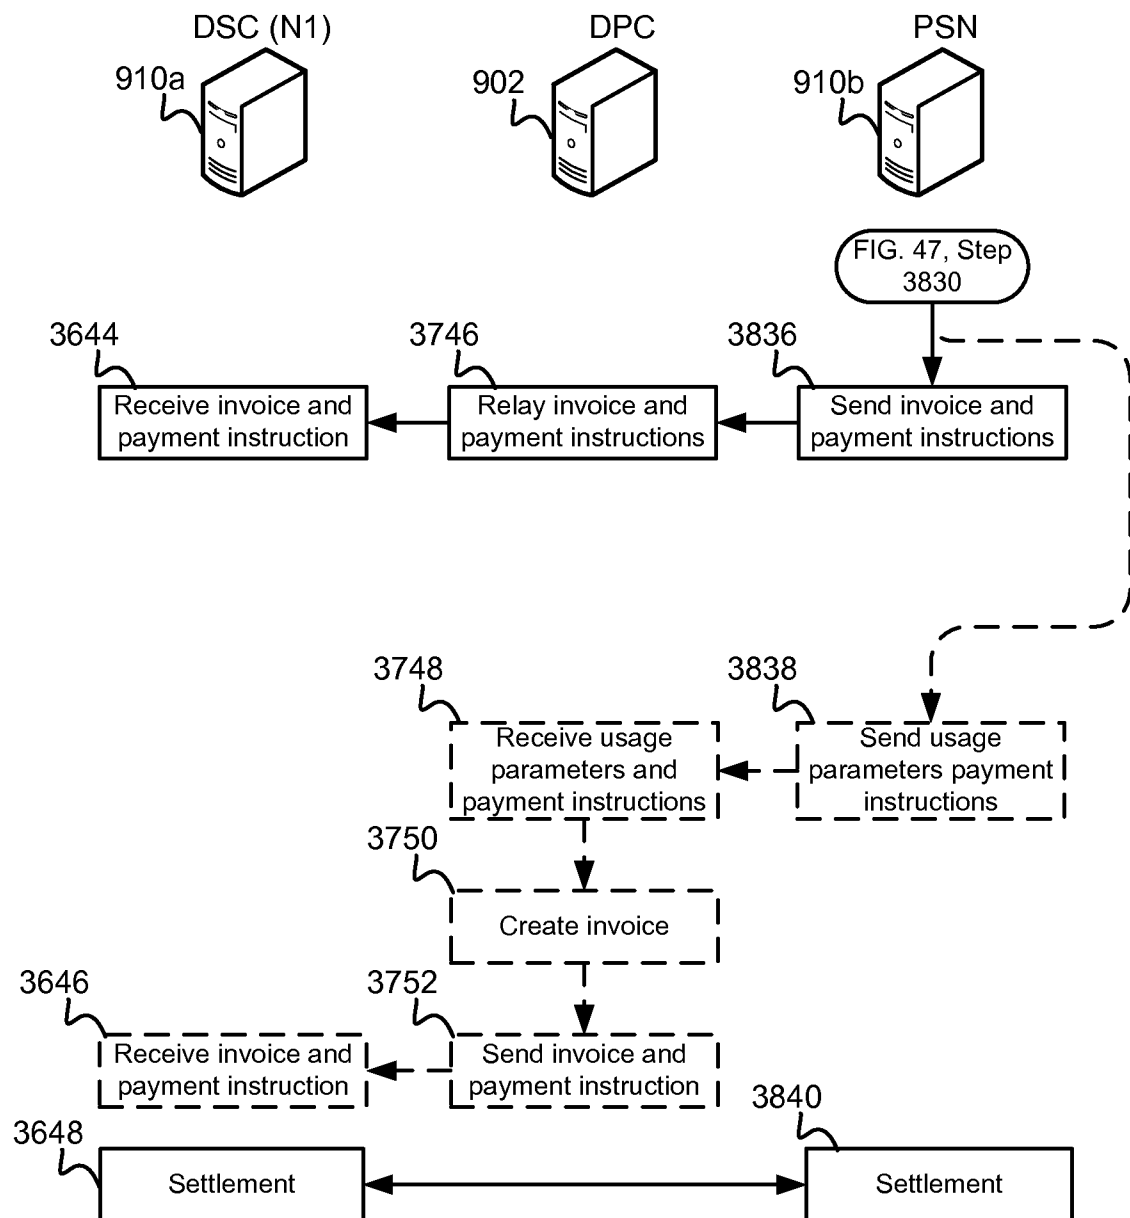 DSC (N1)
DPC
PSN
910a
902
910b
FIG. 47, Step
3830
3644
3746
3836
Receive invoice and
payment instruction
Relay invoice and
payment instructions
Send invoice and
payment instructions
3748
3838
Receive usage
parameters and
payment instructions
Send usage
parameters payment
instructions
3750
Create invoice
3646
3752
Receive invoice and
payment instruction
Send invoice and
payment instruction
3648
3840
Settlement
Settlement